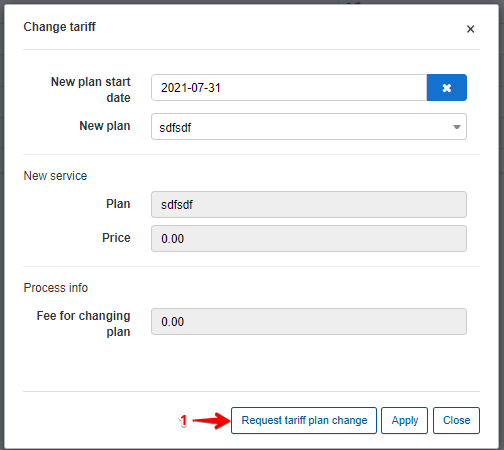 Change tariff
×
New plan start
date
2021-07-31
New plan
sdfsdf
New service
Plan
sdfsdf
Price
0.00
Process info
Fee for changing
plan
0.00
1
Request tariff plan change
Apply
Close